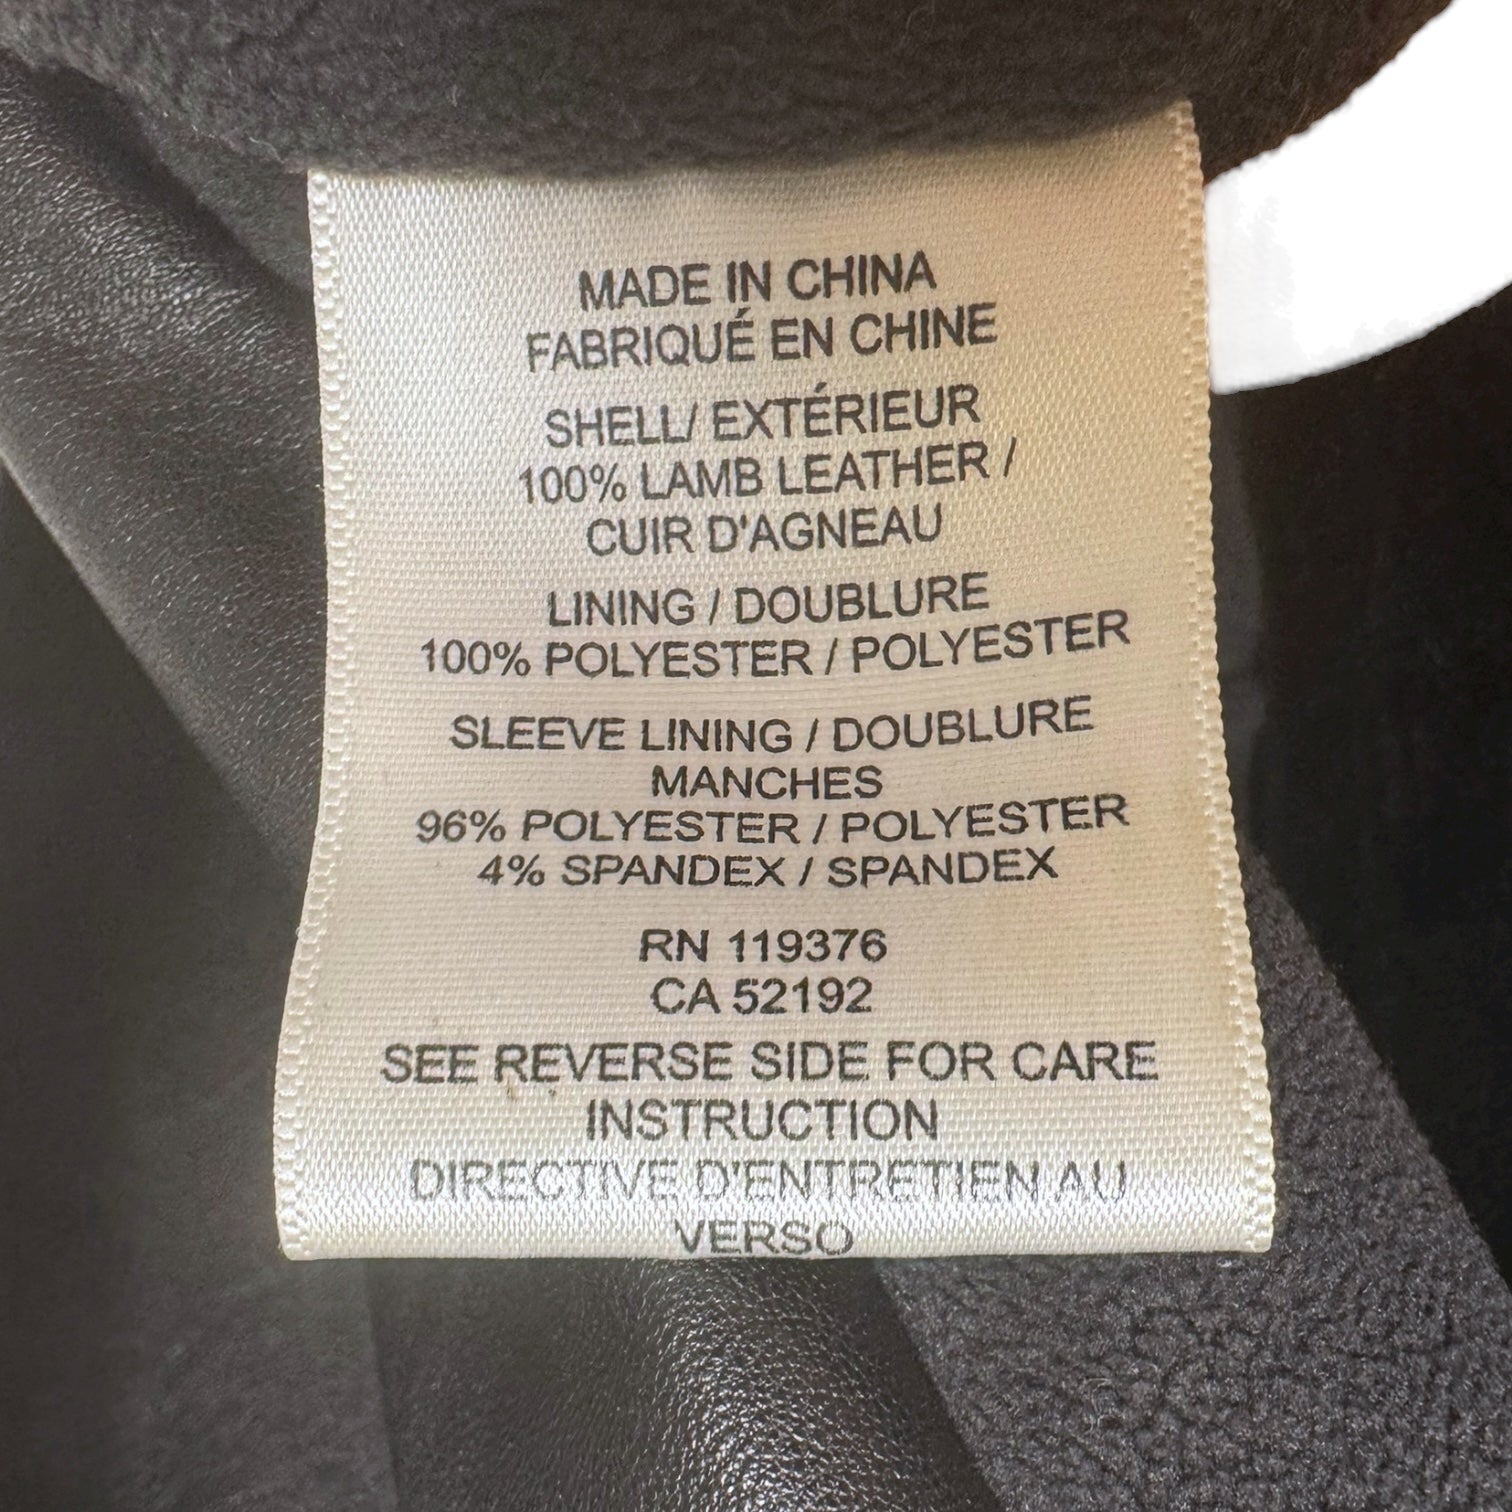 MADE IN CHINA
FABRIQUÉ EN CHINE
SHELL/ EXTÉRIEUR
100% LAMB LEATHER /
CUIR D'AGNEAU
LINING / DOUBLURE
100% POLYESTER / POLYESTER
SLEEVE LINING / DOUBLURE
MANCHES
96% POLYESTER / POLYESTER
4% SPANDEX / SPANDEX
RN 119376
CA 52192
SEE REVERSE SIDE FOR CARE
INSTRUCTION
DIRECTIVE D'ENTRETIEN AU
VERSO